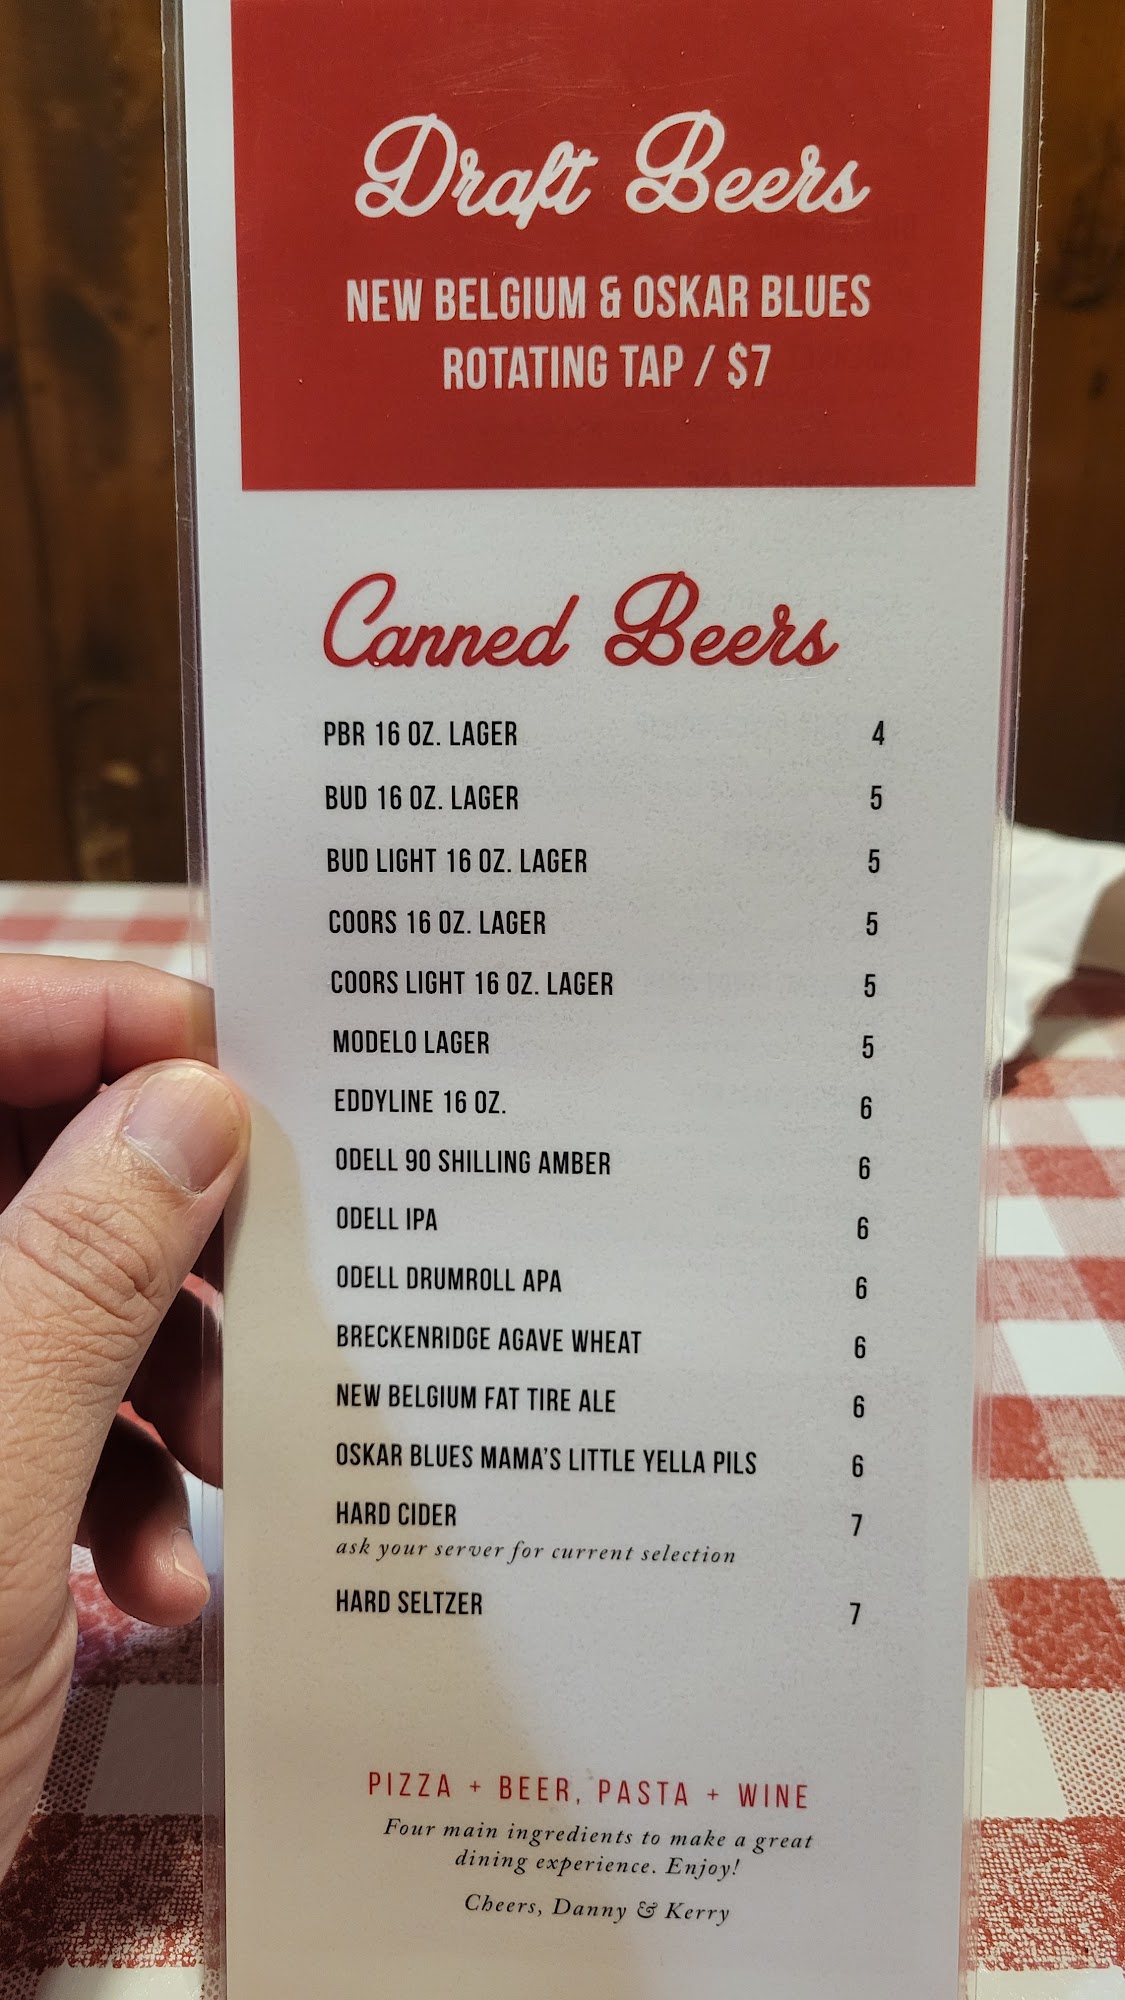 Draft Beers
NEW BELGIUM & OSKAR BLUES
ROTATING TAP / $7
Canned Beers
PBR 16 OZ. LAGER 4
BUD 16 OZ. LAGER 5
BUD LIGHT 16 OZ. LAGER 5
COORS 16 OZ. LAGER 5
COORS LIGHT 16 OZ. LAGER 5
MODELO LAGER 5
EDDYLINE 16 OZ. 6
ODELL 90 SHILLING AMBER 6
ODELL IPA 6
ODELL DRUMROLL APA 6
BRECKENRIDGE AGAVE WHEAT 6
NEW BELGIUM FAT TIRE ALE 6
OSKAR BLUES MAMA'S LITTLE YELLA PILS 6
HARD CIDER 7
ask your server for current selection
HARD SELTZER 7
PIZZA + BEER, PASTA + WINE
Four main ingredients to make a great
dining experience. Enjoy!
Cheers, Danny & Kerry